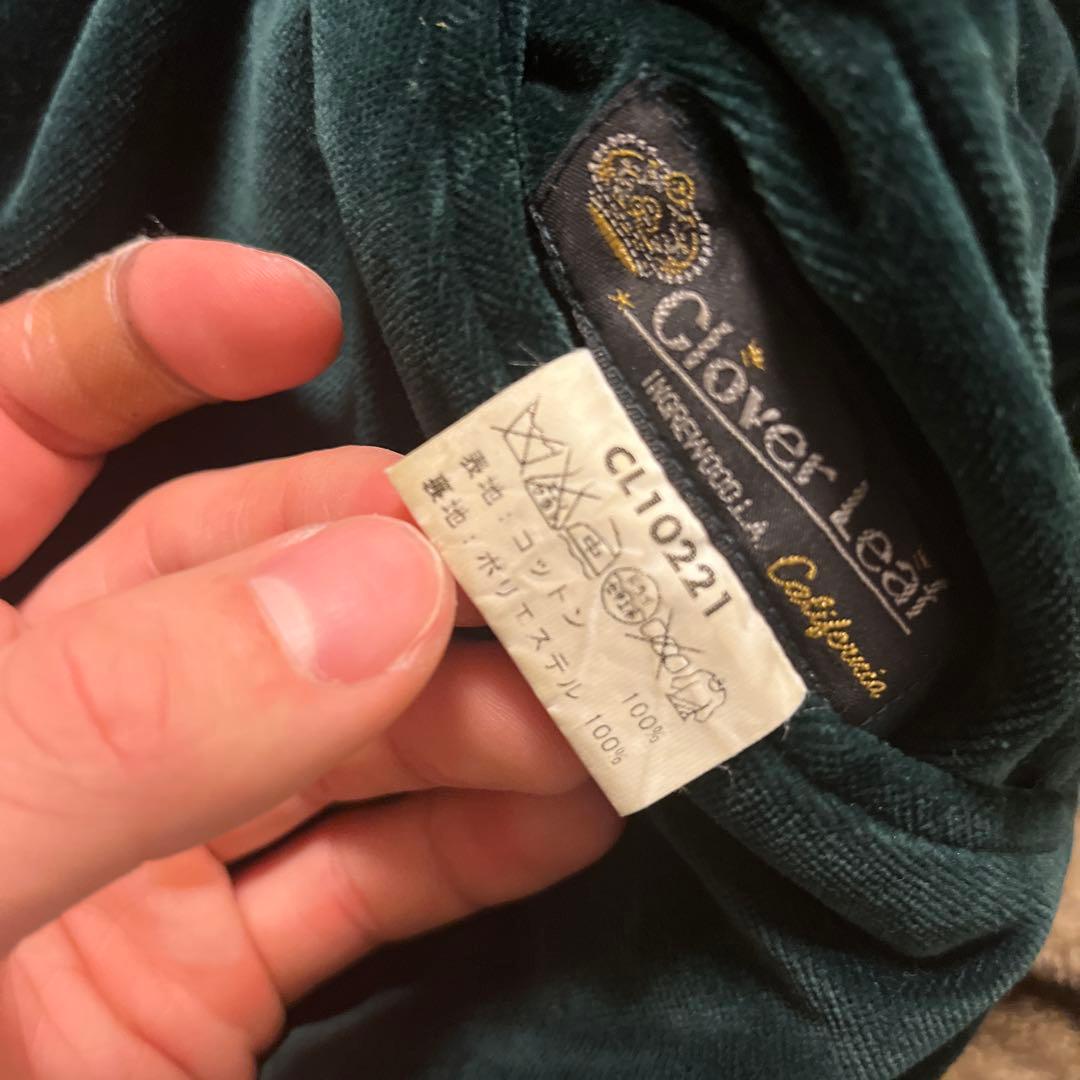 Clover Leaf
INGREWOOD.L.A.
California
CL10221
中
表地：コットン 100%
裏地：ポリエステル 100%